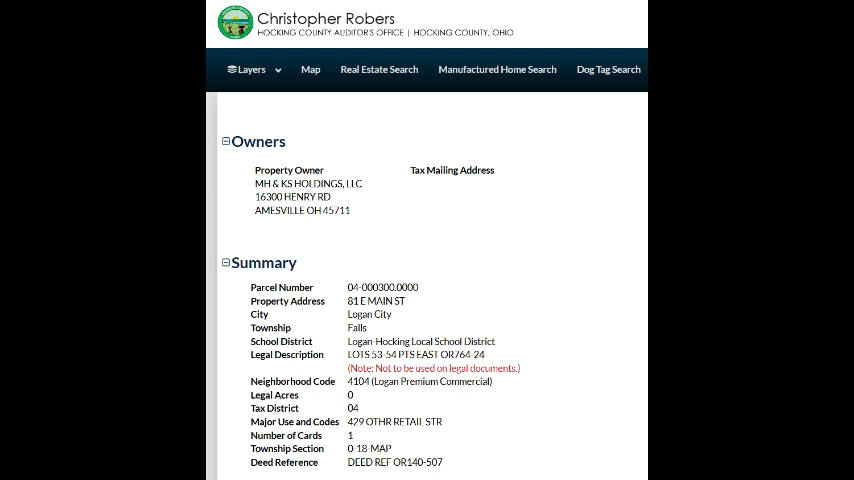 Christopher Robers
HOCKING COUNTY AUDITOR'S OFFICE | HOCKING COUNTY, OHIO
Layers Map Real Estate Search Manufactured Home Search Dog Tag Search
Owners
Property Owner Tax Mailing Address
MH & KS HOLDINGS, LLC
16300 HENRY RD
AMESVILLE OH 45711
Summary
Parcel Number 04-000300.0000
Property Address 81 E MAIN ST
City Logan City
Township Falls
School District Logan-Hocking Local School District
Legal Description LOTS 53-54 PTS EAST OR764-24
(Note: Not to be used on legal documents.)
Neighborhood Code 4104 (Logan Premium Commercial)
Legal Acres 0
Tax District 04
Major Use and Codes 429 OTHR RETAIL STR
Number of Cards 1
Township Section 0-18-MAP
Deed Reference DEED REF OR140-507